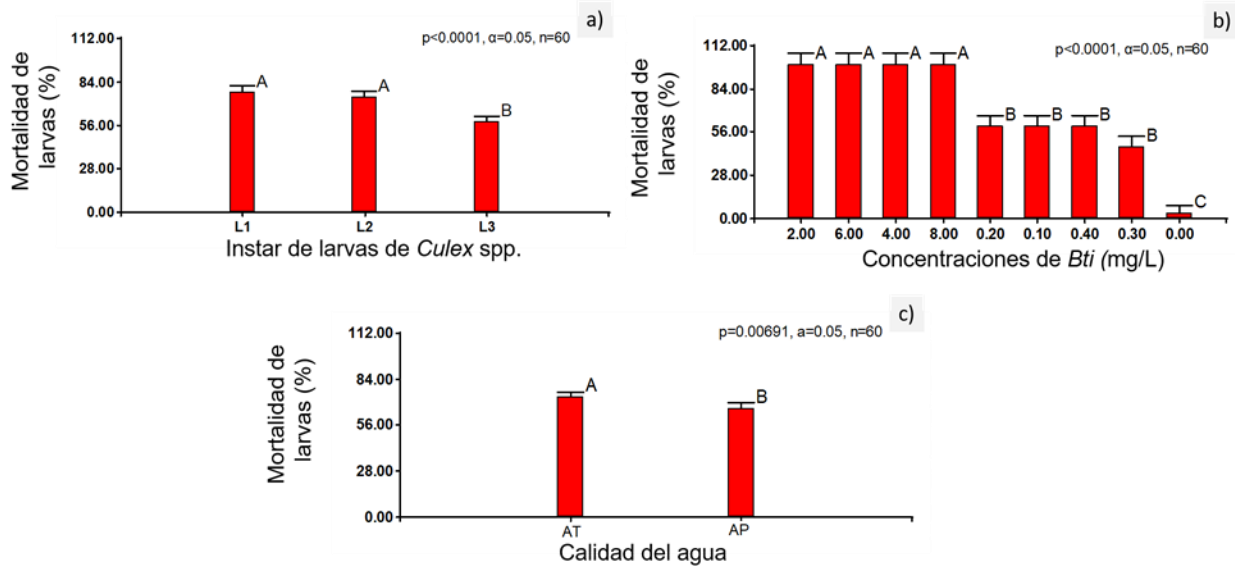 a)
p<0.0001, α=0.05, n=60
Mortalidad de
larvas (%)
112.00
84.00
56.00
28.00
0.00
A
A
B
L1 L2 L3
Instar de larvas de Culex spp.
b)
p<0.0001, α=0.05, n=60
Mortalidad de
larvas (%)
112.00
84.00
56.00
28.00
0.00
A A A A B B B B C
2.00 6.00 4.00 8.00 0.20 0.10 0.40 0.30 0.00
Concentraciones de Bti (mg/L)
c)
p=0.00691, a=0.05, n=60
Mortalidad de
larvas (%)
112.00
84.00
56.00
28.00
0.00
A
B
AT AP
Calidad del agua